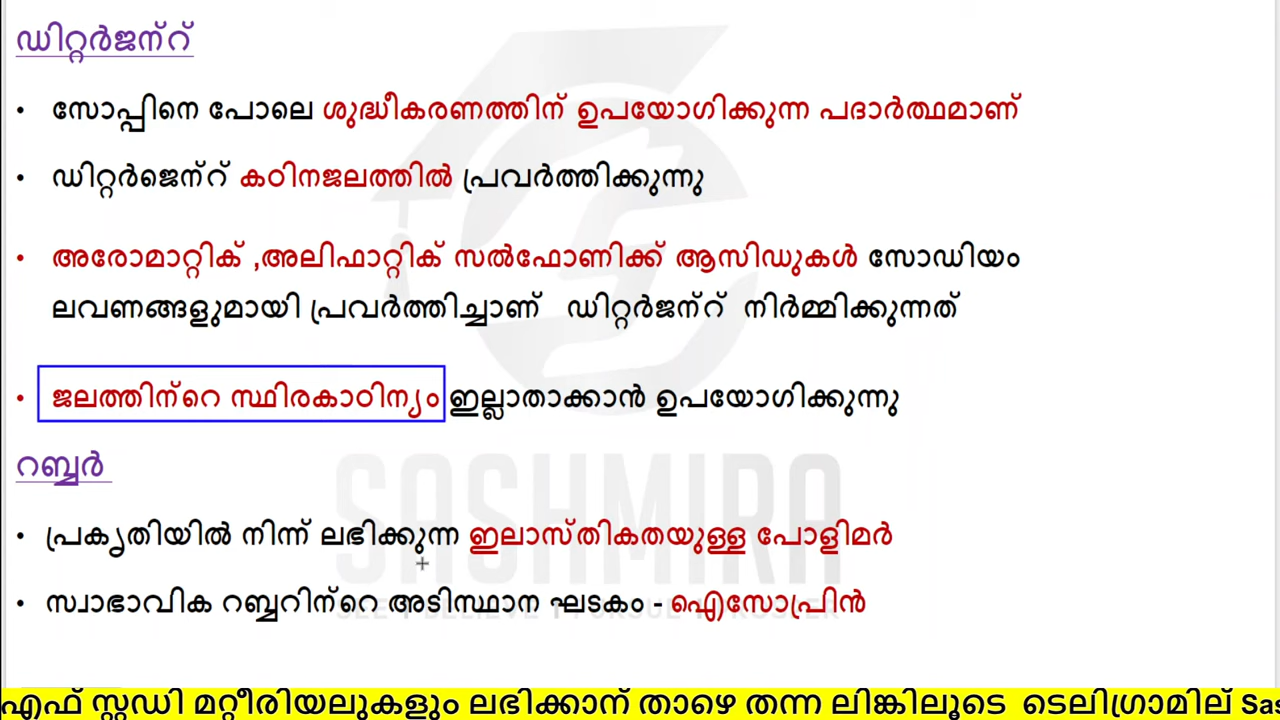 ഡിറ്റർജന്റ്
• സോപ്പിനെ പോലെ ശുദ്ധീകരണത്തിന് ഉപയോഗിക്കുന്ന പദാർത്ഥമാണ്
• ഡിറ്റർജെന്റ് കഠിനജലത്തിൽ പ്രവർത്തിക്കുന്നു
• അരോമാറ്റിക് ,അലിഫാറ്റിക് സൽഫോണിക്ക് ആസിഡുകൾ സോഡിയം
ലവണങ്ങളുമായി പ്രവർത്തിച്ചാണ് ഡിറ്റർജന്റ് നിർമ്മിക്കുന്നത്
• ജലത്തിന്റെ സ്ഥിരകാഠിന്യം ഇല്ലാതാക്കാൻ ഉപയോഗിക്കുന്നു
റബ്ബർ
• പ്രകൃതിയിൽ നിന്ന് ലഭിക്കുന്ന ഇലാസ്തികതയുള്ള പോളിമർ
• സ്വാഭാവിക റബ്ബറിന്റെ അടിസ്ഥാന ഘടകം - ഐസോപ്രിൻ
SASHMIRA
എഫ് സ്റ്റഡി മറ്റീരിയലുകളും ലഭിക്കാന് താഴെ തന്ന ലിങ്കിലൂടെ ടെലിഗ്രാമില് Sas